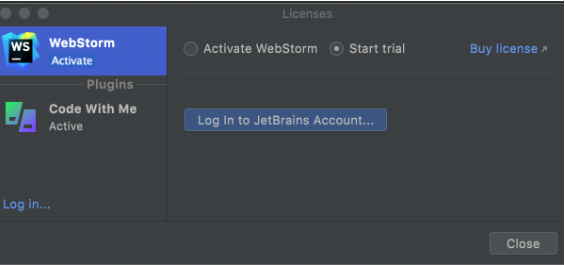 Licenses
WS
WebStorm
Activate
Plugins
Code With Me
Active
Log in...
Activate WebStorm
Start trial
Buy license ↗
Log In to JetBrains Account...
Close